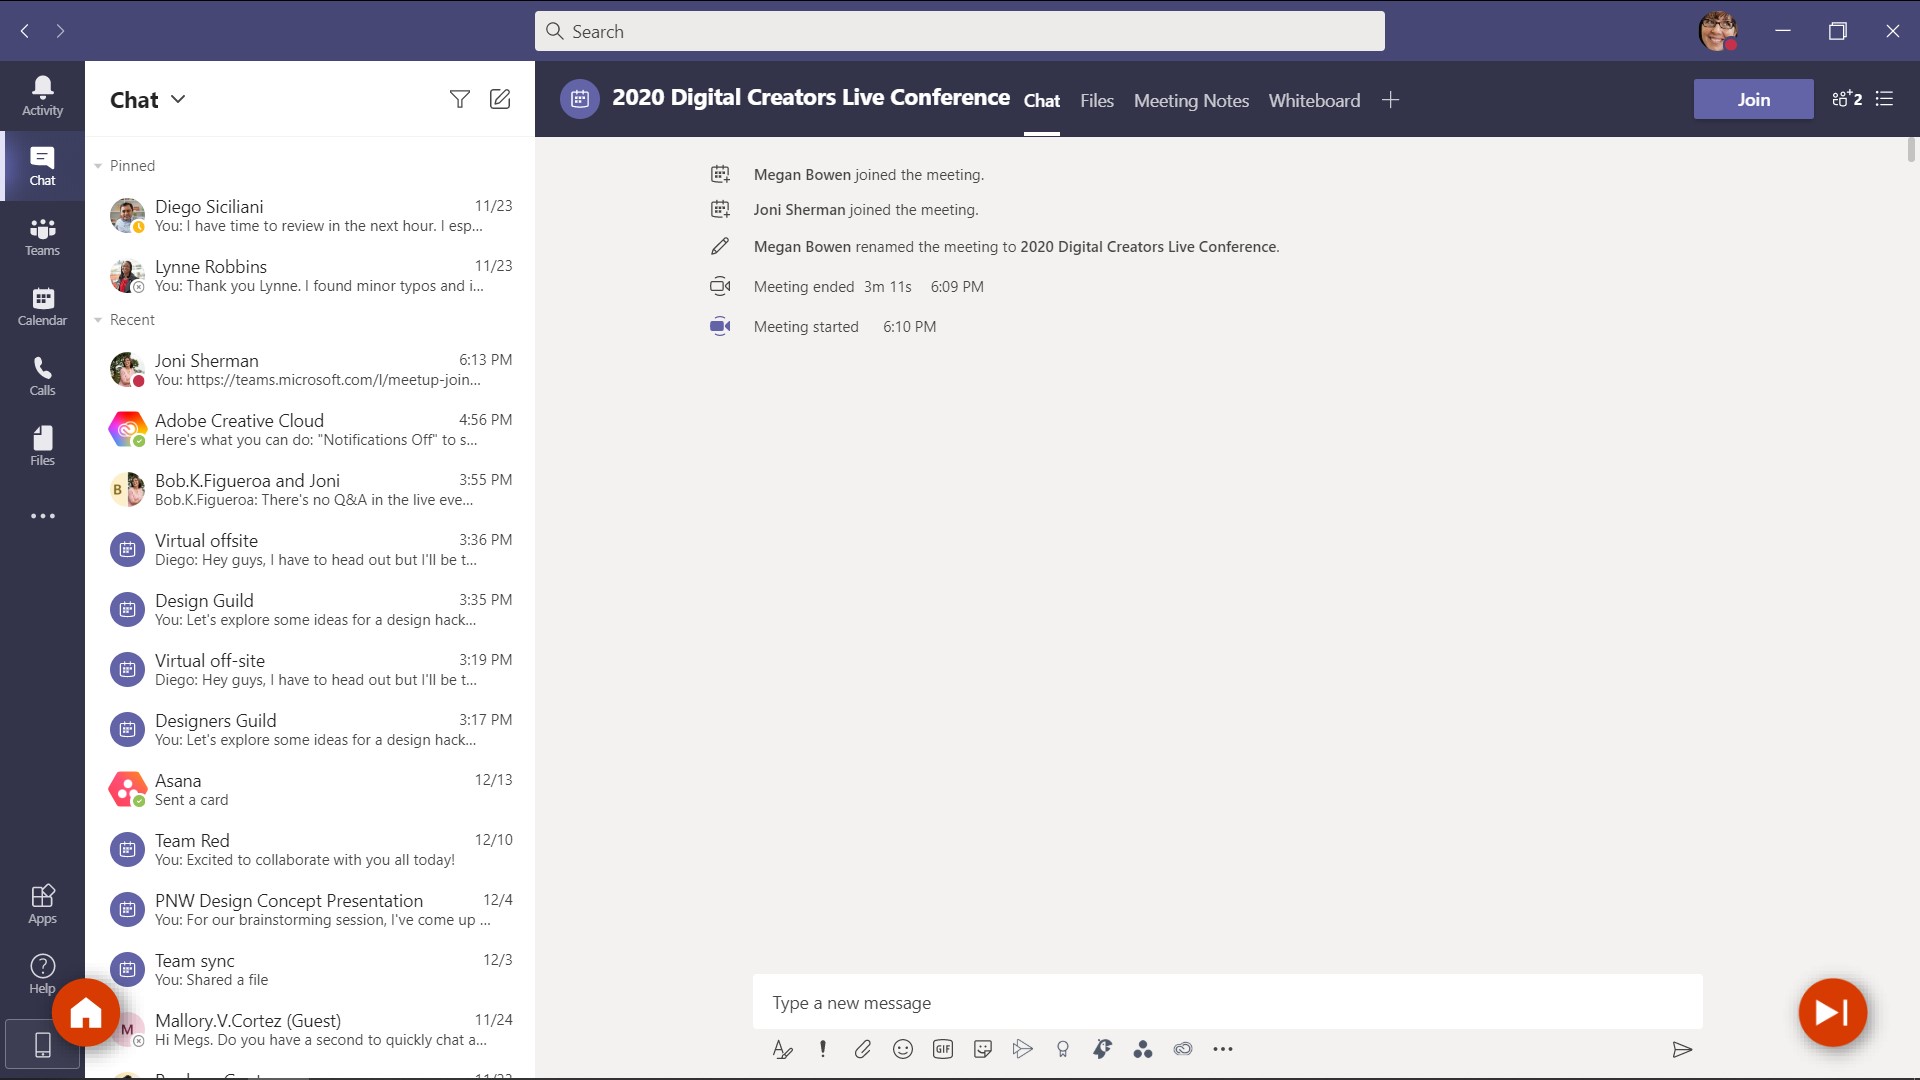 Search
Activity
Chat
Teams
Calendar
Calls
Files
Apps
Help
Chat
Pinned
Diego Siciliani 11/23
You: I have time to review in the next hour. I esp...
Lynne Robbins 11/23
You: Thank you Lynne. I found minor typos and i...
Recent
Joni Sherman 6:13 PM
You: https://teams.microsoft.com/l/meetup-join...
Adobe Creative Cloud 4:56 PM
Here's what you can do: "Notifications Off" to s...
B
Bob.K.Figueroa and Joni 3:55 PM
Bob.K.Figueroa: There's no Q&A in the live eve...
Virtual offsite 3:36 PM
Diego: Hey guys, I have to head out but I'll be t...
Design Guild 3:35 PM
You: Let's explore some ideas for a design hack...
Virtual off-site 3:19 PM
Diego: Hey guys, I have to head out but I'll be t...
Designers Guild 3:17 PM
You: Let's explore some ideas for a design hack...
Asana 12/13
Sent a card
Team Red 12/10
You: Excited to collaborate with you all today!
PNW Design Concept Presentation 12/4
You: For our brainstorming session, I've come up ...
Team sync 12/3
You: Shared a file
M
Mallory.V.Cortez (Guest) 11/24
Hi Megs. Do you have a second to quickly chat a...
2020 Digital Creators Live Conference Chat Files Meeting Notes Whiteboard
Join 2
Megan Bowen joined the meeting.
Joni Sherman joined the meeting.
Megan Bowen renamed the meeting to 2020 Digital Creators Live Conference.
Meeting ended 3m 11s 6:09 PM
Meeting started 6:10 PM
Type a new message
GIF